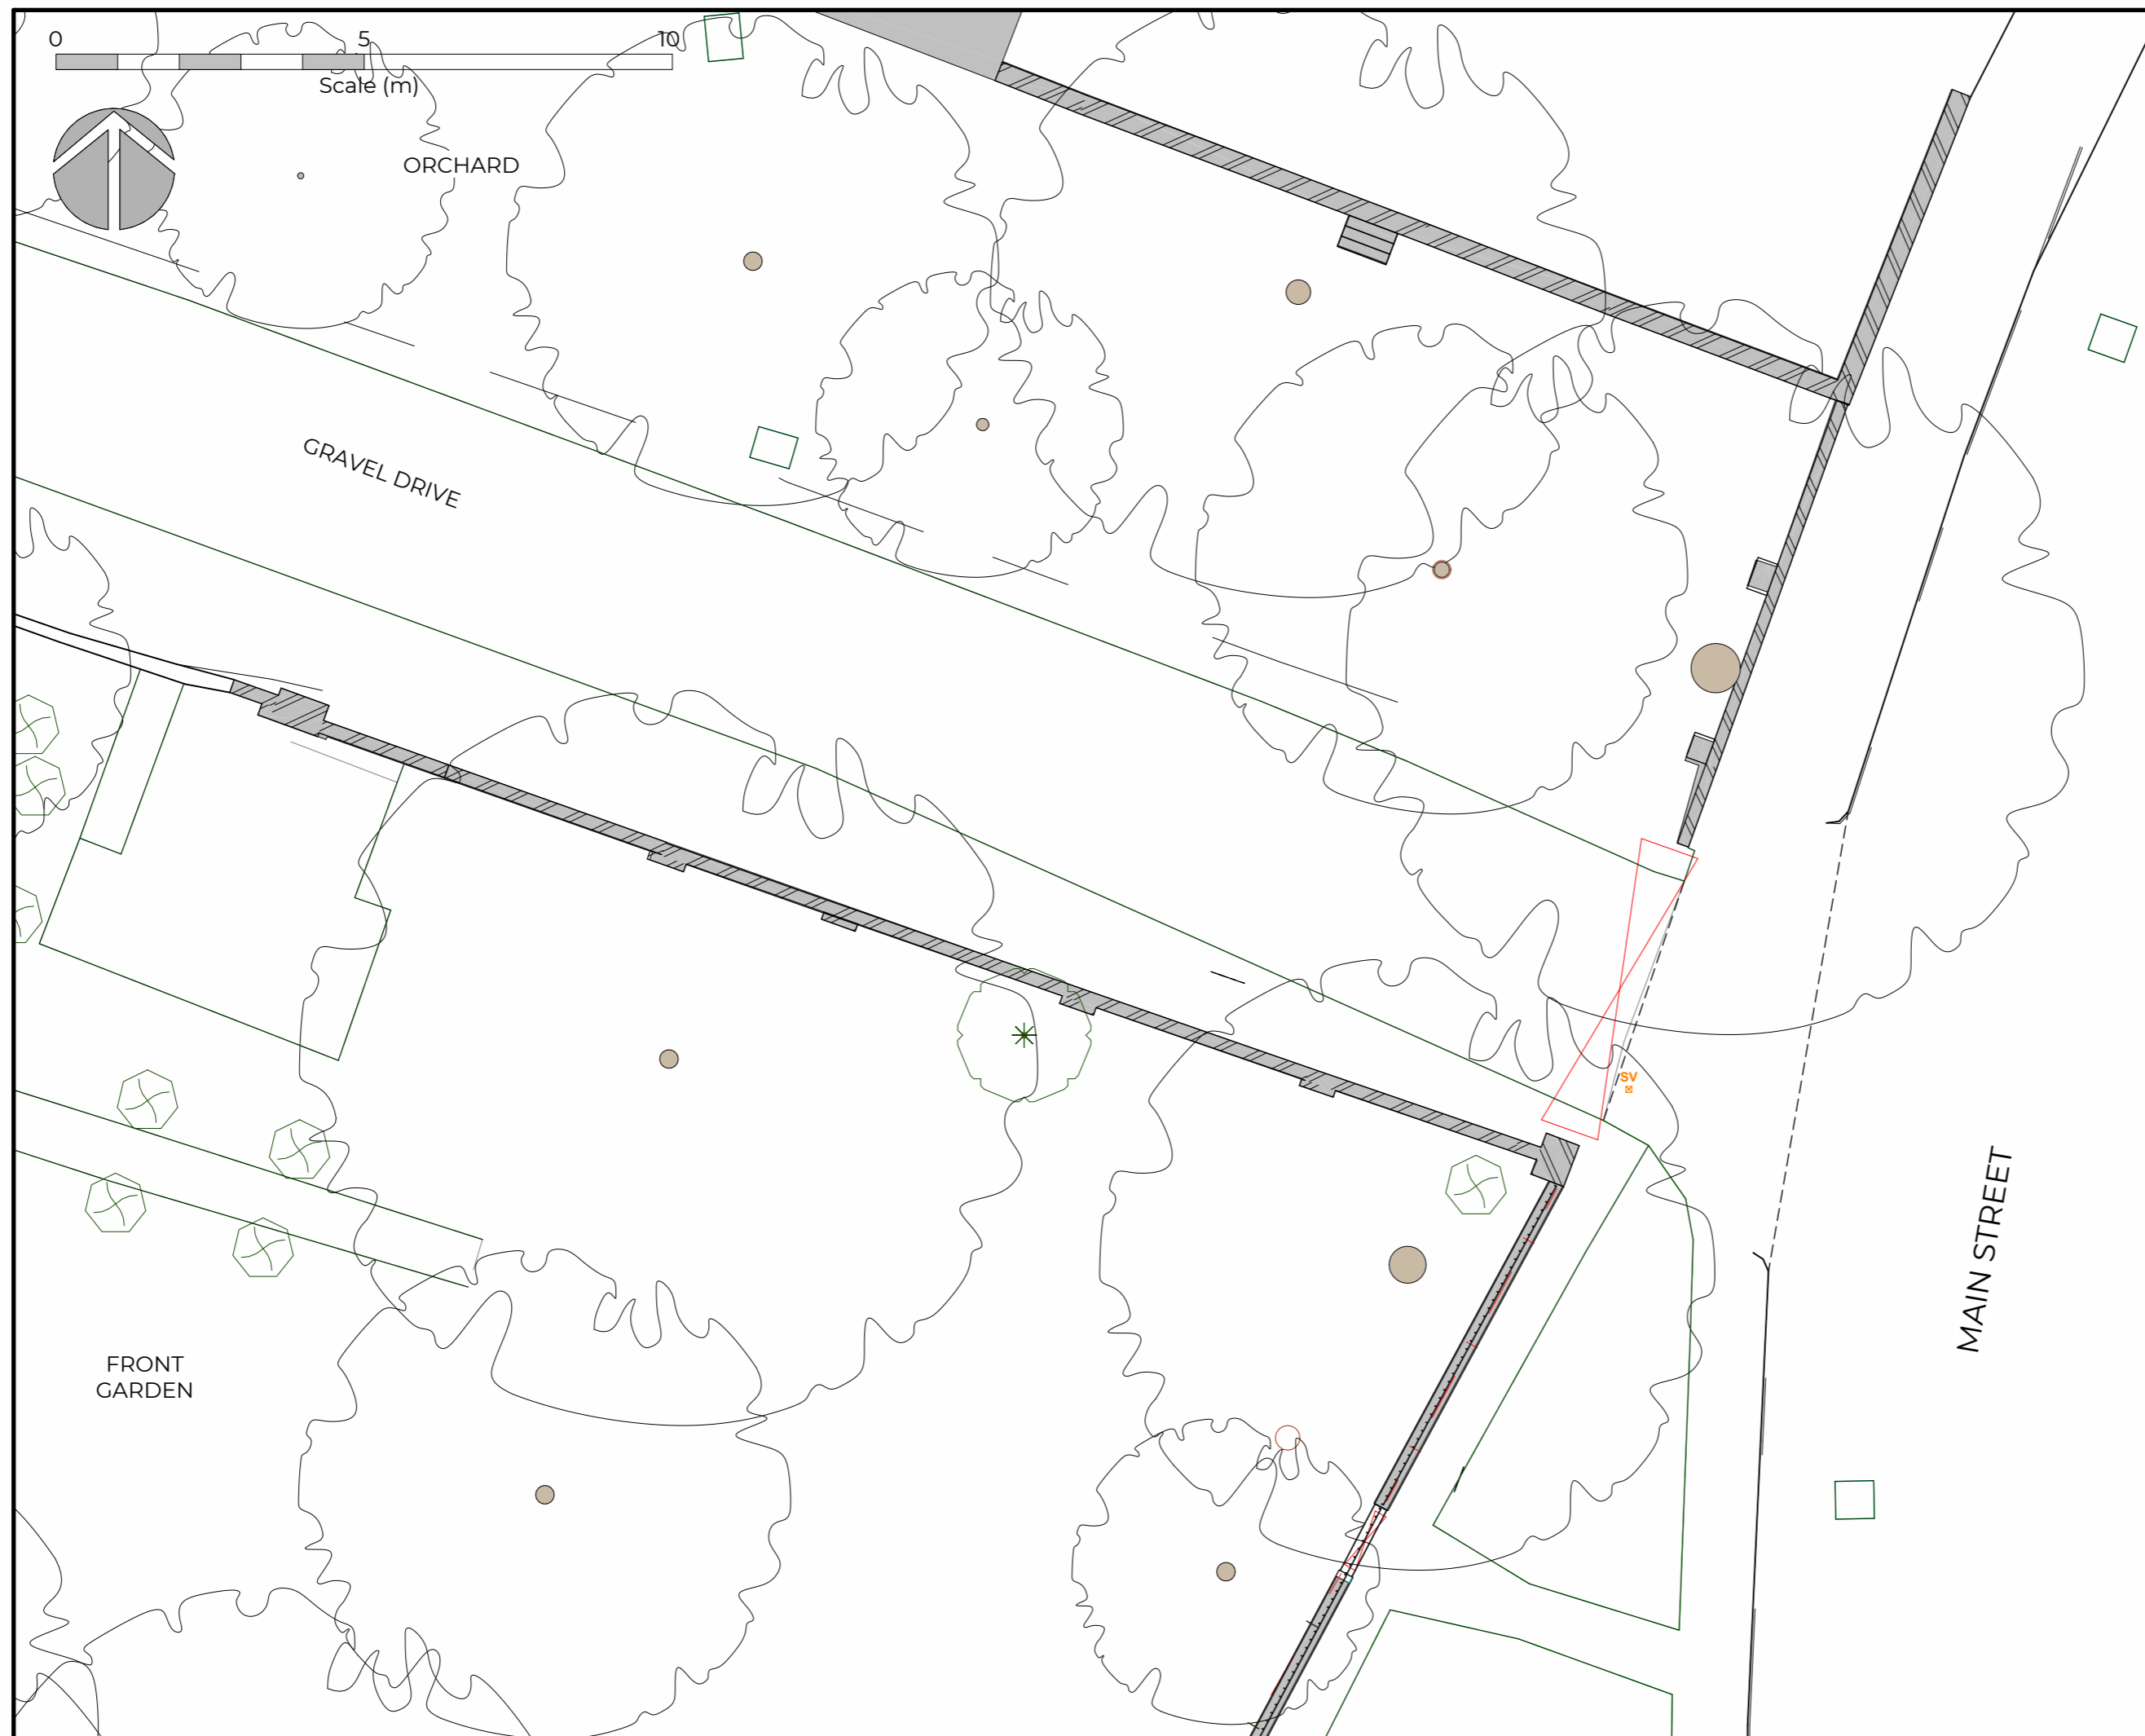 0 5 10
Scale (m)
ORCHARD
GRAVEL DRIVE
SV
MAIN STREET
FRONT
GARDEN